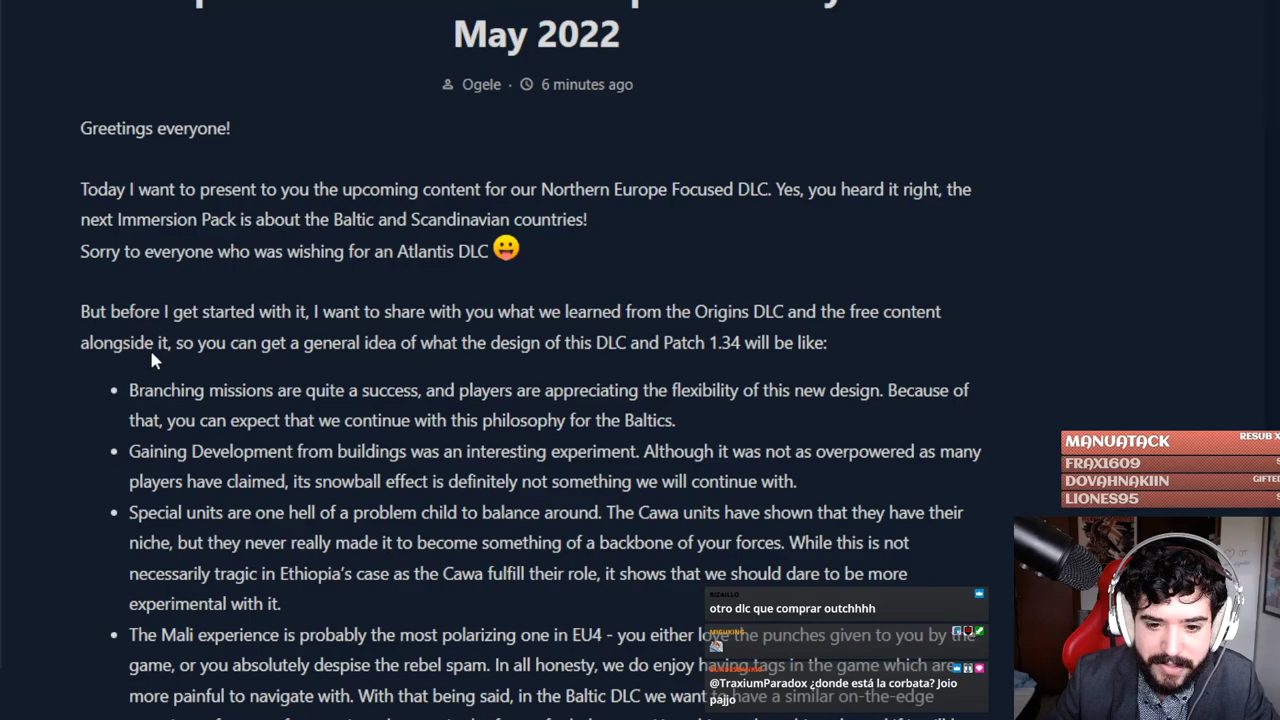 May 2022
Ogele · 6 minutes ago
Greetings everyone!
Today I want to present to you the upcoming content for our Northern Europe Focused DLC. Yes, you heard it right, the
next Immersion Pack is about the Baltic and Scandinavian countries!
Sorry to everyone who was wishing for an Atlantis DLC 😛
But before I get started with it, I want to share with you what we learned from the Origins DLC and the free content
alongside it, so you can get a general idea of what the design of this DLC and Patch 1.34 will be like:
• Branching missions are quite a success, and players are appreciating the flexibility of this new design. Because of
that, you can expect that we continue with this philosophy for the Baltics.
• Gaining Development from buildings was an interesting experiment. Although it was not as overpowered as many
players have claimed, its snowball effect is definitely not something we will continue with.
• Special units are one hell of a problem child to balance around. The Cawa units have shown that they have their
niche, but they never really made it to become something of a backbone of your forces. While this is not
necessarily tragic in Ethiopia's case as the Cawa fulfill their role, it shows that we should dare to be more
experimental with it.
• The Mali experience is probably the most polarizing one in EU4 - you either love the punches given to you by the
game, or you absolutely despise the rebel spam. In all honesty, we do enjoy having tags in the game which are
more painful to navigate with. With that being said, in the Baltic DLC we want to have a similar on-the-edge
MANUATACK RESUB X
FRAX1609
DOVAHNAKIIN GIFTED
LIONES95
otro dlc que comprar outchhhh
@TraxiumParadox ¿donde está la corbata? Joio
pajjo